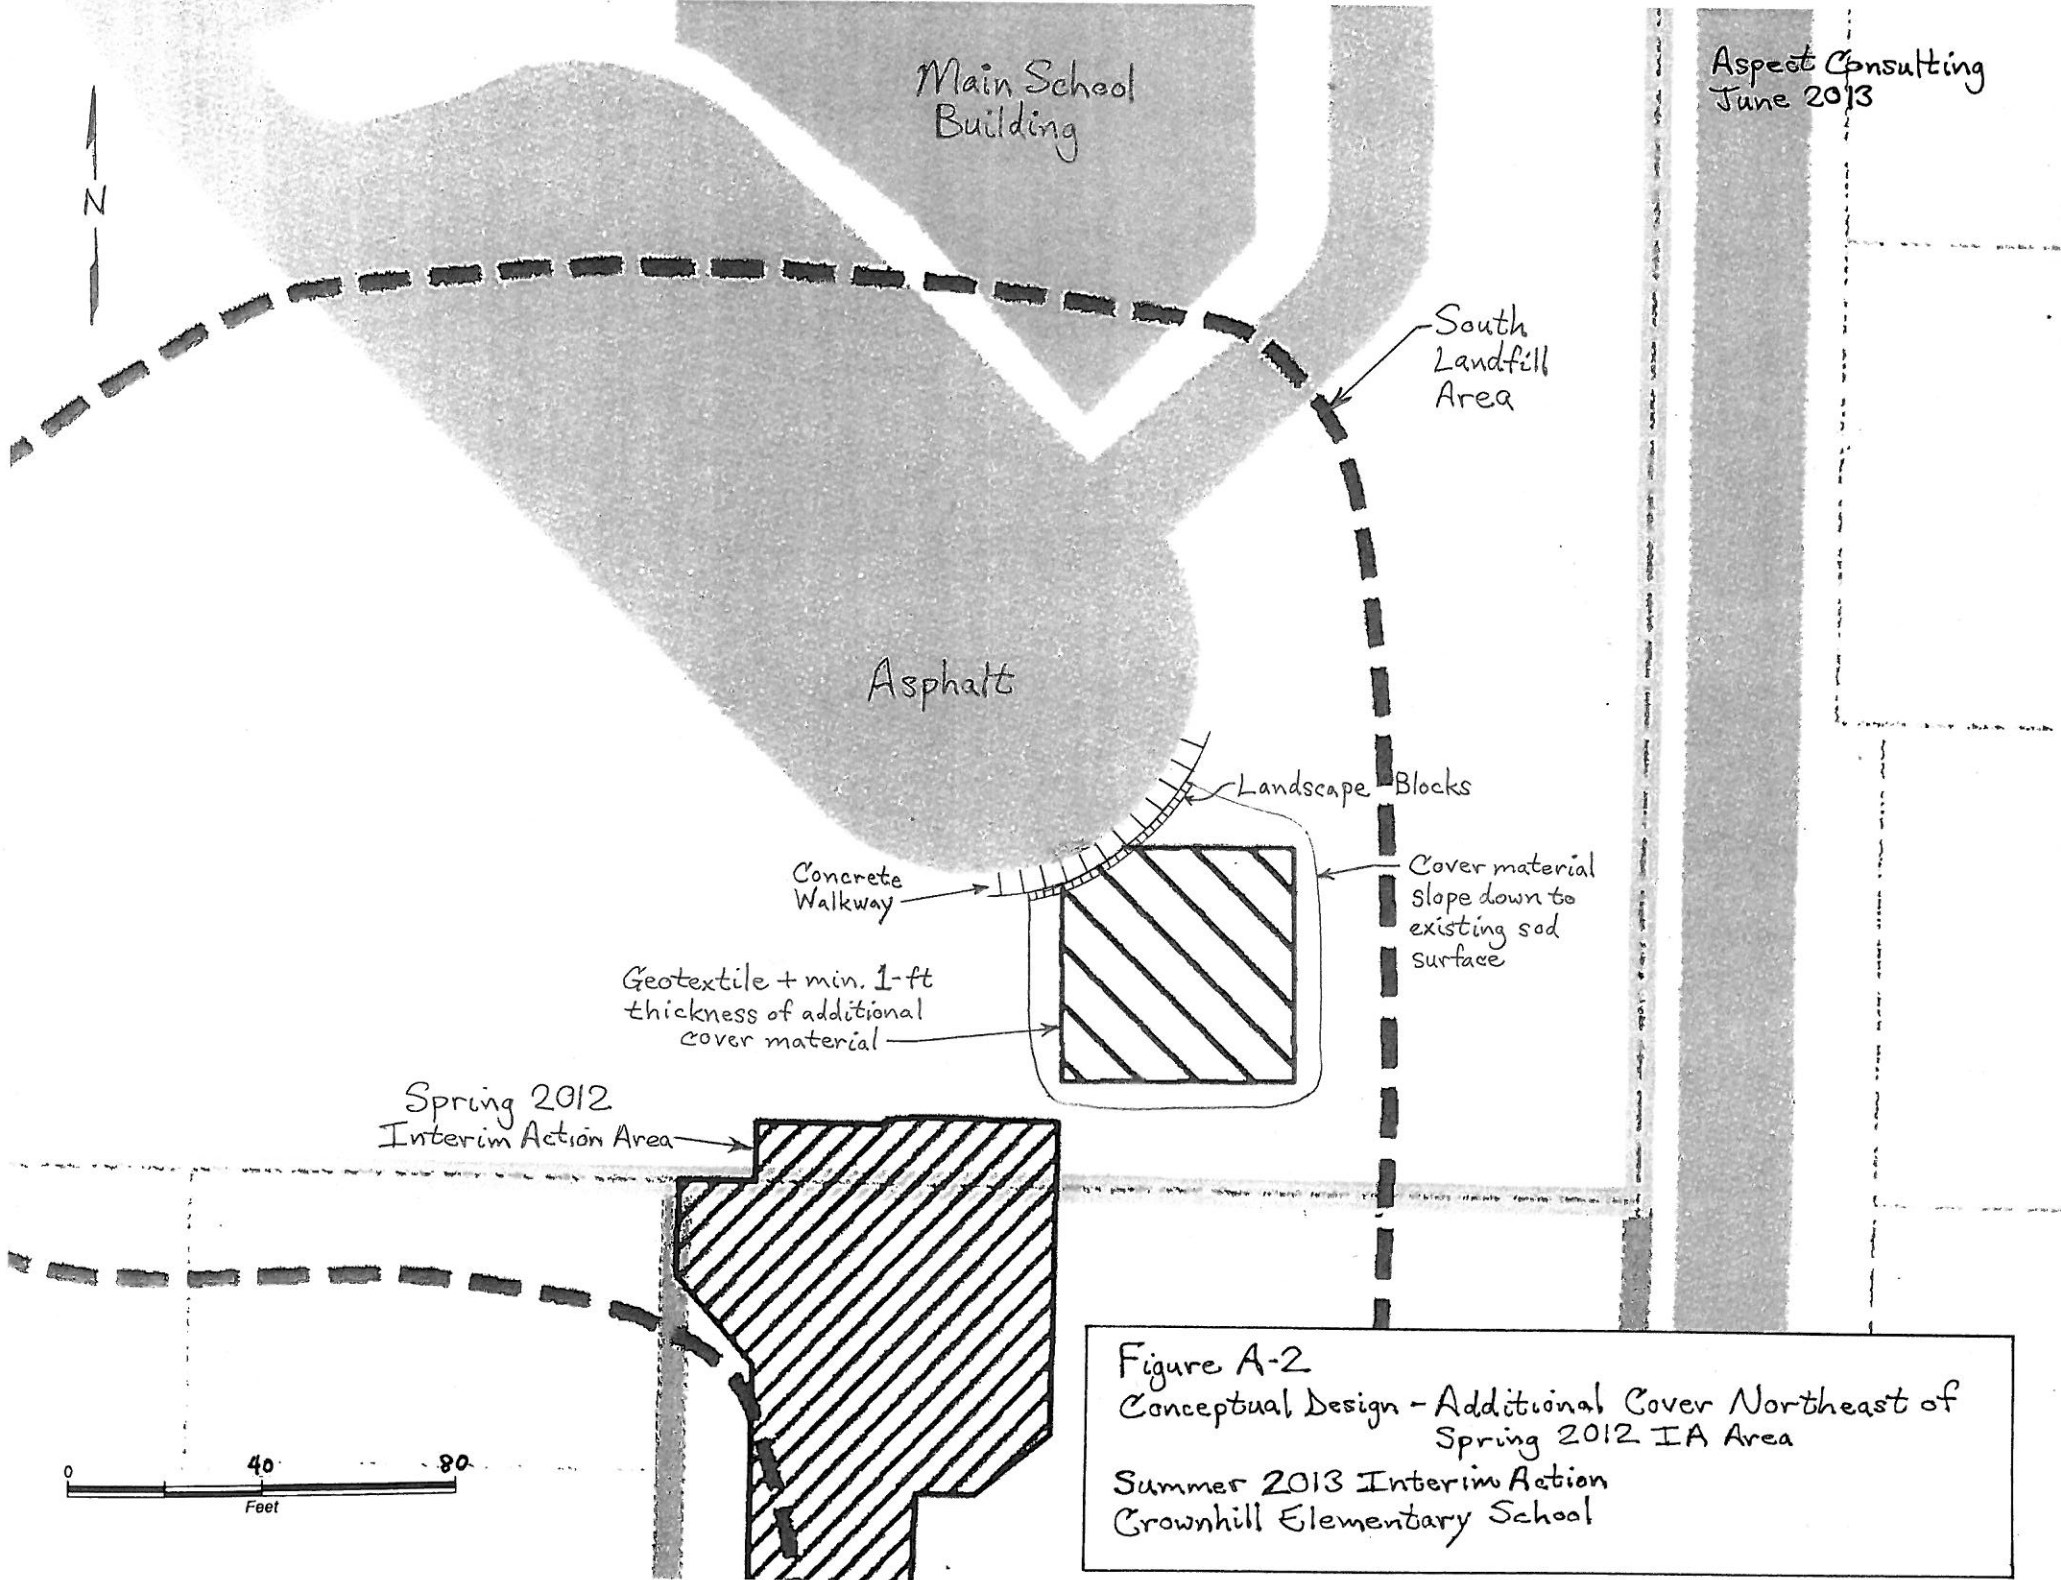 Main School
Building
Aspect Consulting
June 2013
N
South
Landfill
Area
Asphalt
Landscape Blocks
Concrete
Walkway
Cover material
slope down to
existing sod
surface
Geotextile + min. 1-ft
thickness of additional
cover material
Spring 2012
Interim Action Area
0 40 80
Feet
Figure A-2
Conceptual Design - Additional Cover Northeast of
Spring 2012 IA Area
Summer 2013 Interim Action
Crownhill Elementary School